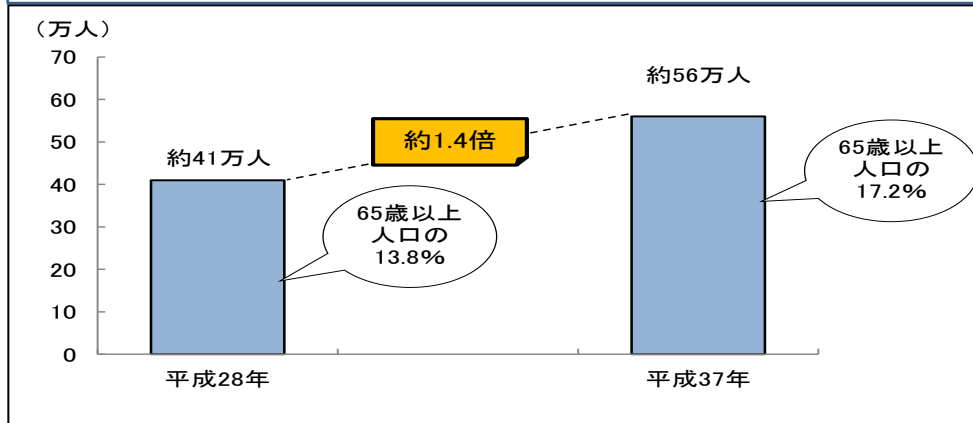 （万人）
70
60
50
40
30
20
10
0
約41万人
約1.4倍
約56万人
65歳以上
人口の
13.8%
65歳以上
人口の
17.2%
平成28年
平成37年